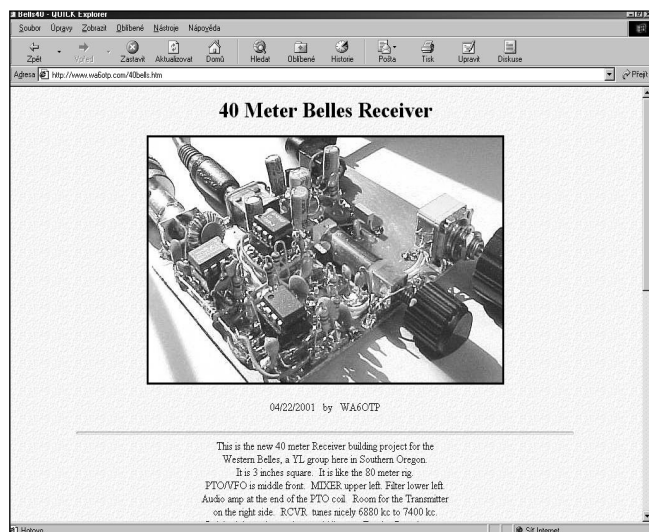 Bells40 - QUICK Explorer
Soubor Úpravy Zobrazit Oblíbené Nástroje Nápověda
Zpět Vpřed Zastavit Aktualizovat Domů Hledat Oblíbené Historie Pošta Tisk Upravit Diskuse
Adresa http://www.wa6otp.com/40bells.htm Přejít
40 Meter Belles Receiver
04/22/2001 by WA6OTP
This is the new 40 meter Receiver building project for the
Western Belles, a YL group here in Southern Oregon.
It is 3 inches square. It is like the 80 meter rig.
PTO/VFO is middle front. MIXER upper left. Filter lower left.
Audio amp at the end of the PTO coil. Room for the Transmitter
on the right side. RCVR tunes nicely 6880 kc to 7400 kc.
Hotovo Síť Internet